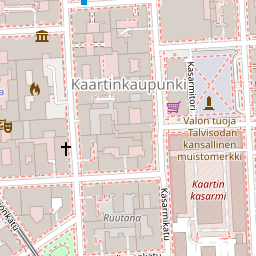 Kaartinkaupunki
Kasarmitori
Valon tuoja
Talvisodan
kansallinen
muistomerkki
Kaartin
kasarmi
Kasarmikatu
Ruutana